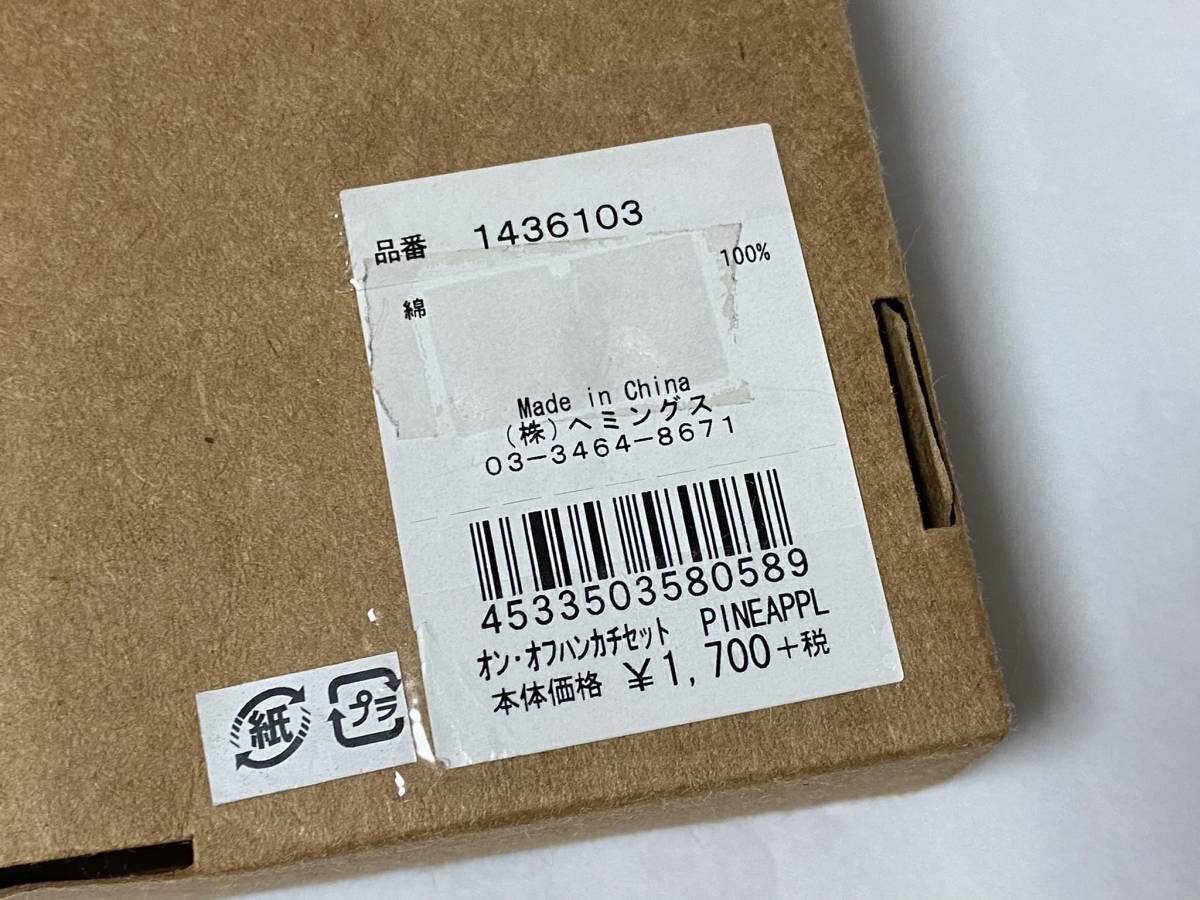 品番 1436103
綿 100%
Made in China
(株)ヘミングス
03-3464-8671
4533503580589
オン・オフハンカチセット PINEAPPL
本体価格 ¥1,700+税
紙 プラ